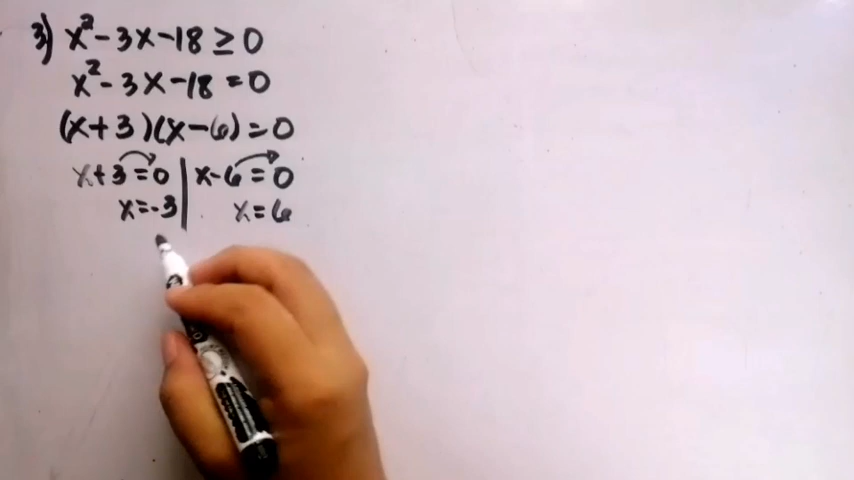 3) x² - 3x - 18 ≥ 0
x² - 3x - 18 = 0
(x + 3)(x - 6) = 0
x + 3 = 0 | x - 6 = 0
x = -3 | x = 6